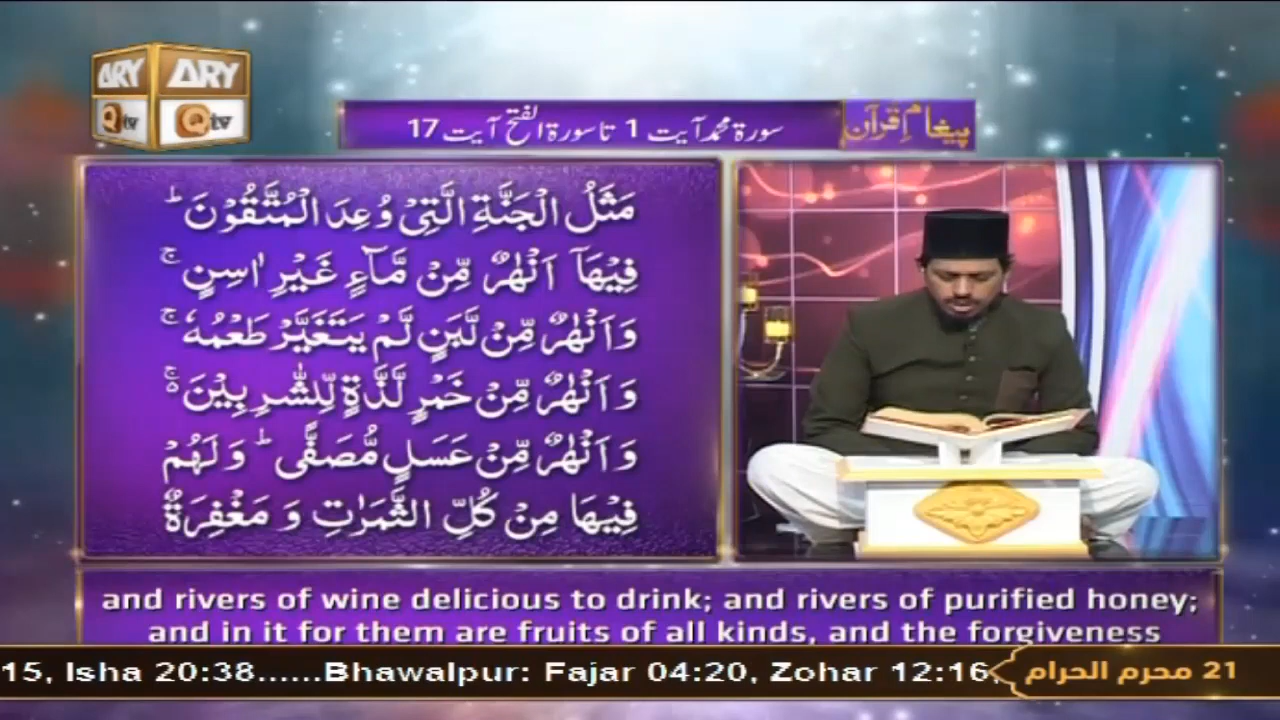 ARY
Qtv
ARY
Qtv
پیغامِ قرآن
سورۃ محمد آیت 1 تا سورۃ الفتح آیت 17
مَثَلُ الْجَنَّةِ الَّتِیْ وُعِدَ الْمُتَّقُوْنَ ؕ
فِیْهَاۤ اَنْهٰرٌ مِّنْ مَّآءٍ غَیْرِ اٰسِنٍ ۚ
وَ اَنْهٰرٌ مِّنْ لَّبَنٍ لَّمْ یَتَغَیَّرْ طَعْمُهٗ ۚ
وَ اَنْهٰرٌ مِّنْ خَمْرٍ لَّذَّةٍ لِّلشّٰرِبِیْنَ ۚ۬
وَ اَنْهٰرٌ مِّنْ عَسَلٍ مُّصَفًّی ؕ وَ لَهُمْ
فِیْهَا مِنْ كُلِّ الثَّمَرٰتِ وَ مَغْفِرَةٌ
and rivers of wine delicious to drink; and rivers of purified honey;
and in it for them are fruits of all kinds, and the forgiveness
15, Isha 20:38......Bhawalpur: Fajar 04:20, Zohar 12:16,
21 محرم الحرام